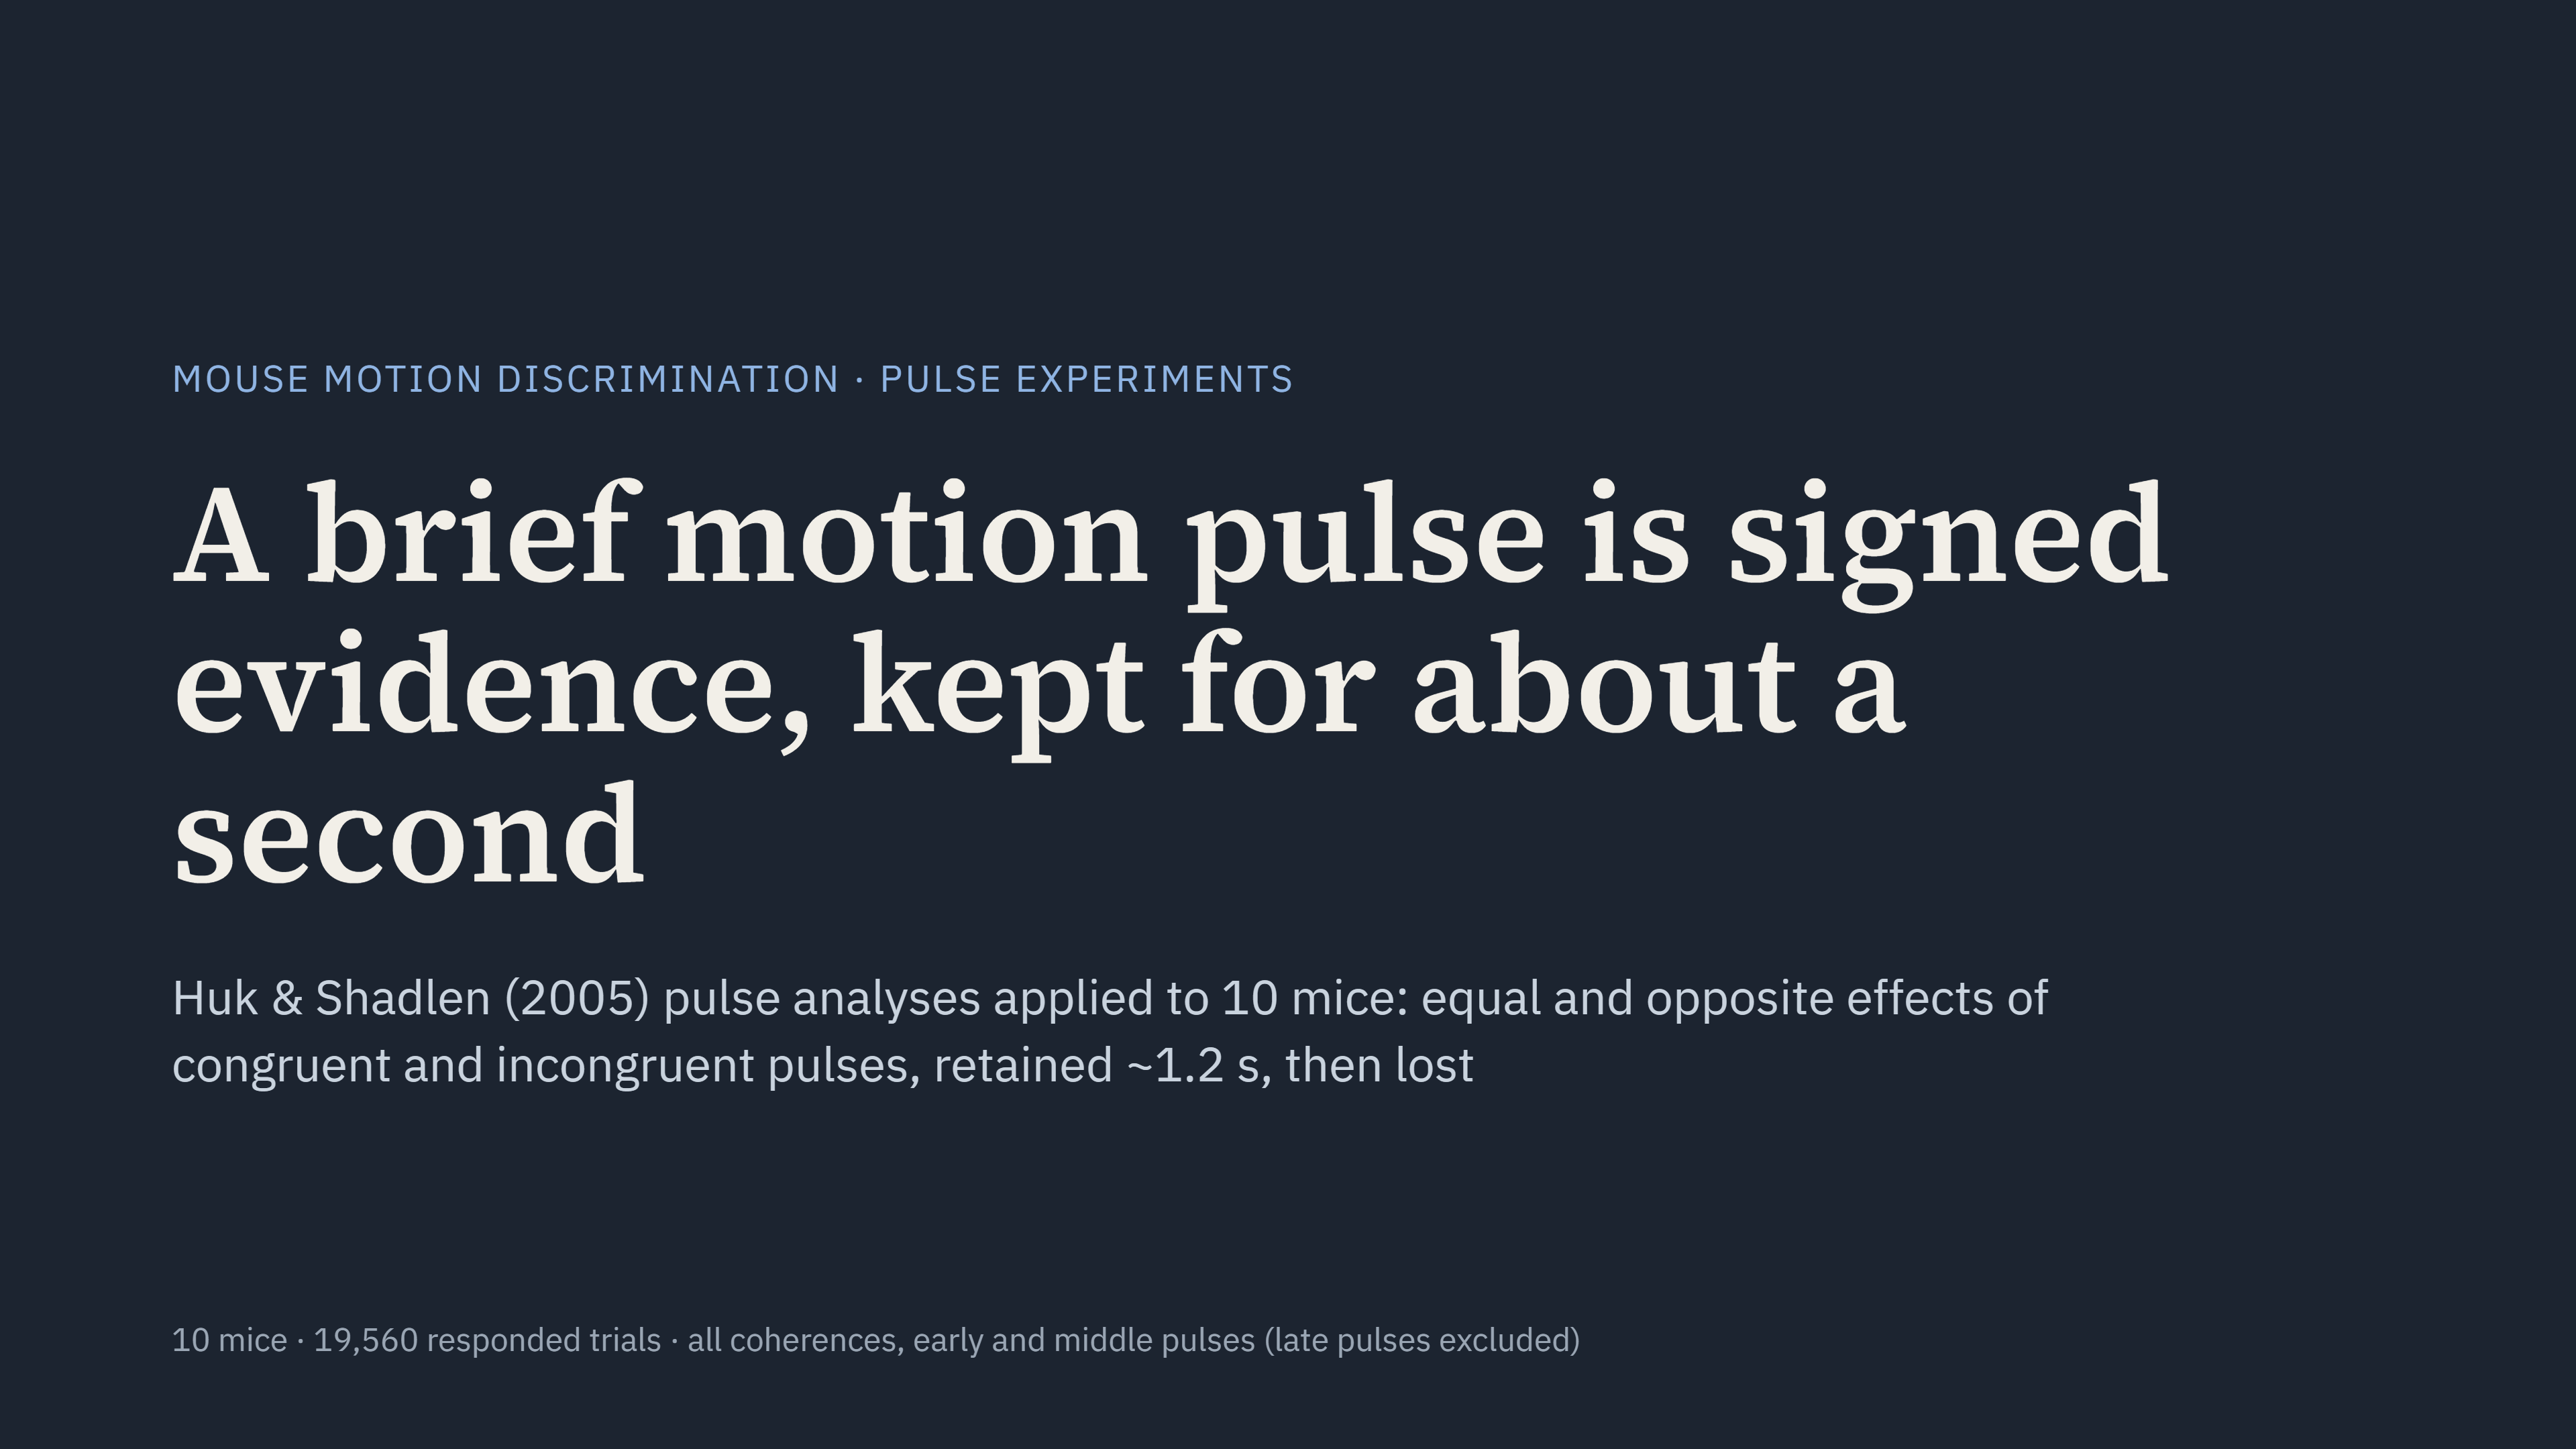 MOUSE MOTION DISCRIMINATION · PULSE EXPERIMENTS
A brief motion pulse is signed
evidence, kept for about a
second
Huk & Shadlen (2005) pulse analyses applied to 10 mice: equal and opposite effects of
congruent and incongruent pulses, retained ~1.2 s, then lost
10 mice · 19,560 responded trials · all coherences, early and middle pulses (late pulses excluded)